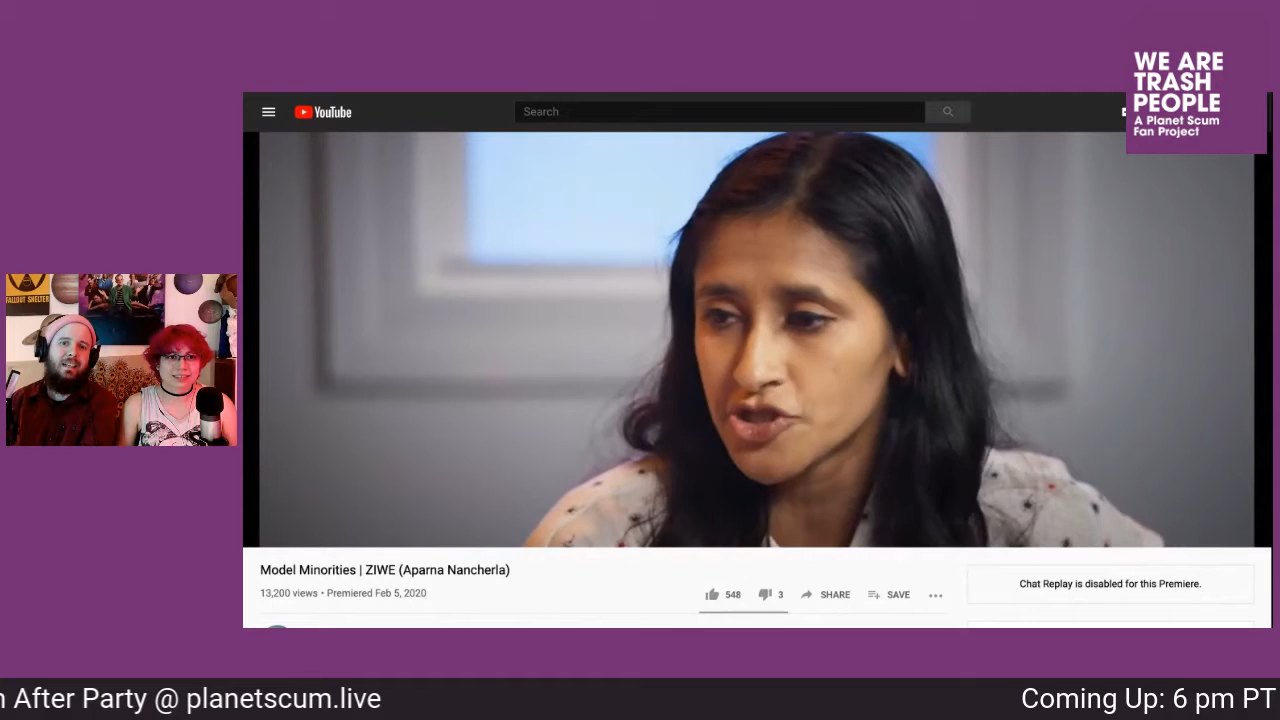 WE ARE
TRASH
PEOPLE
A Planet Scum
Fan Project
YouTube
Search
FALLOUT SHELTER
Model Minorities | ZIWE (Aparna Nancherla)
13,200 views • Premiered Feb 5, 2020
548
3
SHARE
SAVE
Chat Replay is disabled for this Premiere.
After Party @ planetscum.live
Coming Up: 6 pm PT